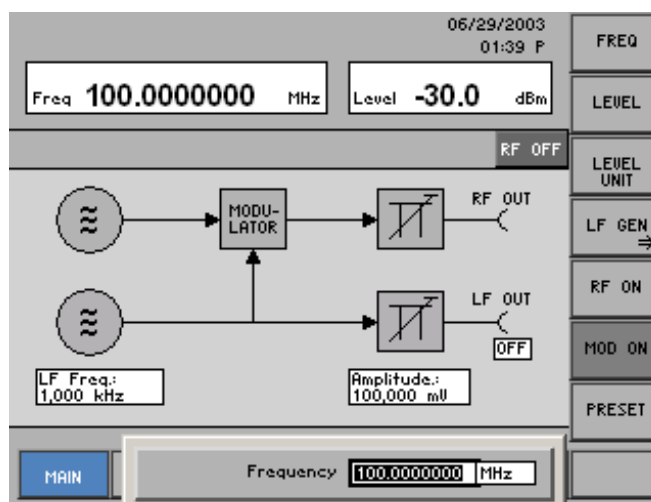 06/29/2003
01:39 P
Freq 100.0000000 MHz
Level -30.0 dBm
RF OFF
MODU-
LATOR
RF OUT
LF OUT
OFF
LF Freq.:
1,000 kHz
Amplitude.:
100,000 mV
MAIN
Frequency 100.0000000 MHz
FREQ
LEVEL
LEVEL
UNIT
LF GEN
RF ON
MOD ON
PRESET